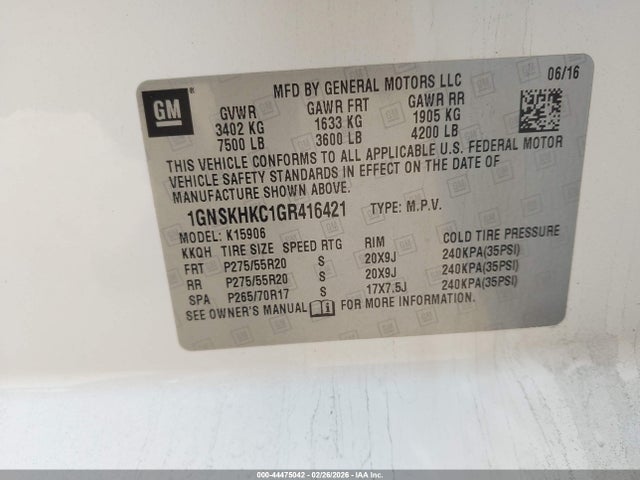 GM
®
MFD BY GENERAL MOTORS LLC
06/16
GVWR GAWR FRT GAWR RR
3402 KG 1633 KG 1905 KG
7500 LB 3600 LB 4200 LB
THIS VEHICLE CONFORMS TO ALL APPLICABLE U.S. FEDERAL MOTOR
VEHICLE SAFETY STANDARDS IN EFFECT ON THE DATE OF
MANUFACTURE SHOWN ABOVE.
1GNSKHKC1GR416421 TYPE: M.P.V.
MODEL: K15906
KKQH TIRE SIZE SPEED RTG RIM COLD TIRE PRESSURE
FRT P275/55R20 S 20X9J 240KPA(35PSI)
RR P275/55R20 S 20X9J 240KPA(35PSI)
SPA P265/70R17 S 17X7.5J 240KPA(35PSI)
SEE OWNER'S MANUAL i FOR MORE INFORMATION.
000-44475042 - 02/26/2026 - IAA Inc.